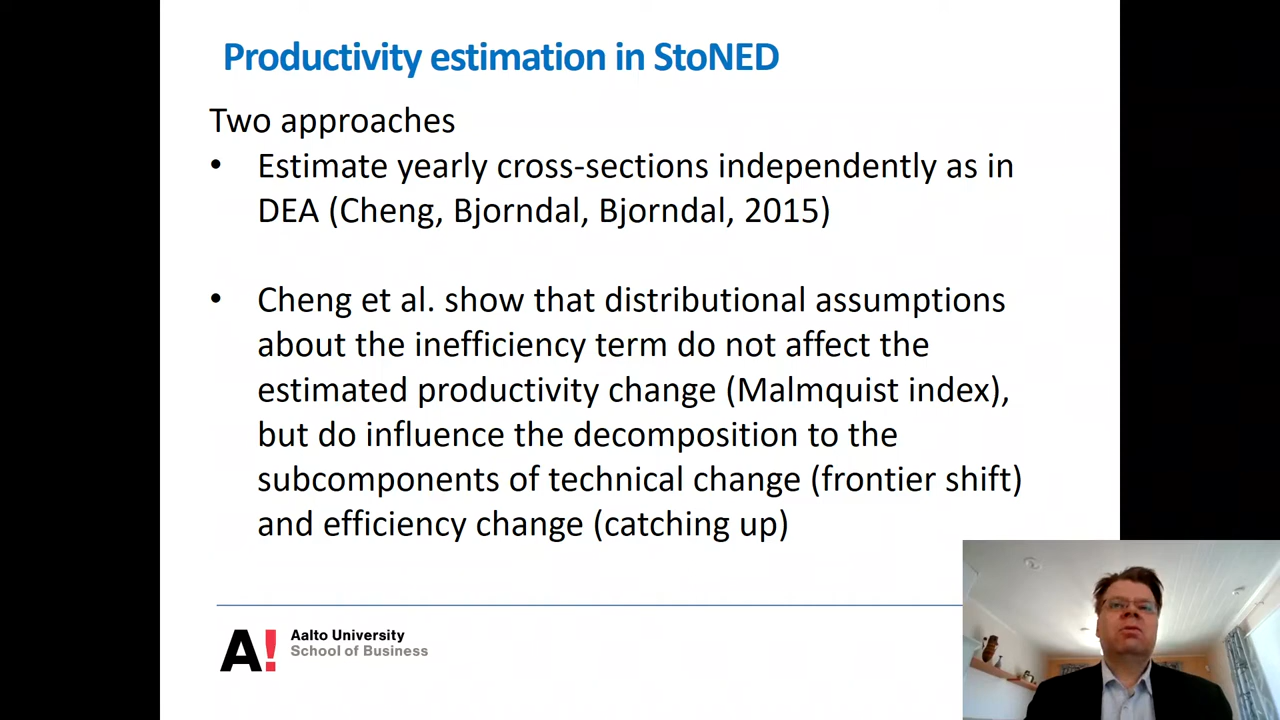 Productivity estimation in StoNED
Two approaches
• Estimate yearly cross-sections independently as in
DEA (Cheng, Bjorndal, Bjorndal, 2015)
• Cheng et al. show that distributional assumptions
about the inefficiency term do not affect the
estimated productivity change (Malmquist index),
but do influence the decomposition to the
subcomponents of technical change (frontier shift)
and efficiency change (catching up)
A!
Aalto University
School of Business